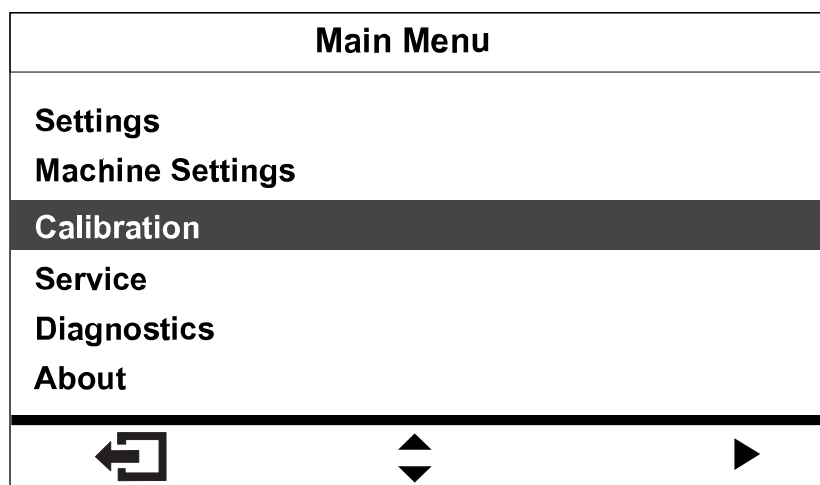 Main Menu
Settings
Machine Settings
Calibration
Service
Diagnostics
About